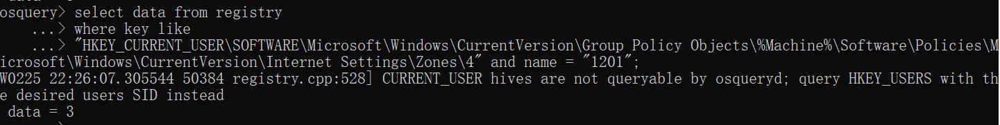 osquery> select data from registry
...> where key like
...> "HKEY_CURRENT_USER\SOFTWARE\Microsoft\Windows\CurrentVersion\Group Policy Objects\%Machine%\Software\Policies\M
icrosoft\Windows\CurrentVersion\Internet Settings\Zones\4" and name = "1201";
W0225 22:26:07.305544 50384 registry.cpp:528] CURRENT_USER hives are not queryable by osqueryd; query HKEY_USERS with th
e desired users SID instead
data = 3